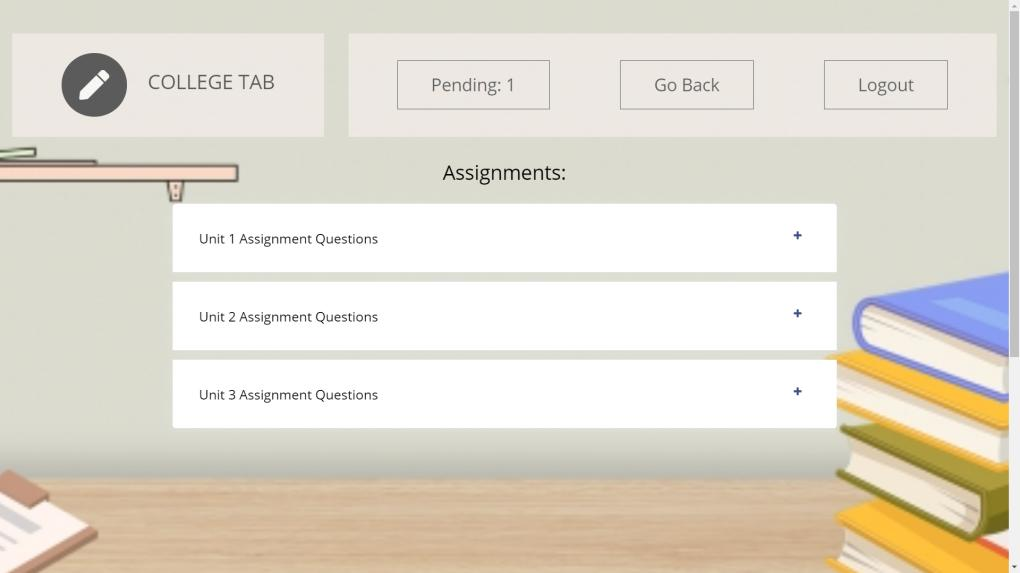 COLLEGE TAB
Pending: 1
Go Back
Logout
Assignments:
Unit 1 Assignment Questions
+
Unit 2 Assignment Questions
+
Unit 3 Assignment Questions
+